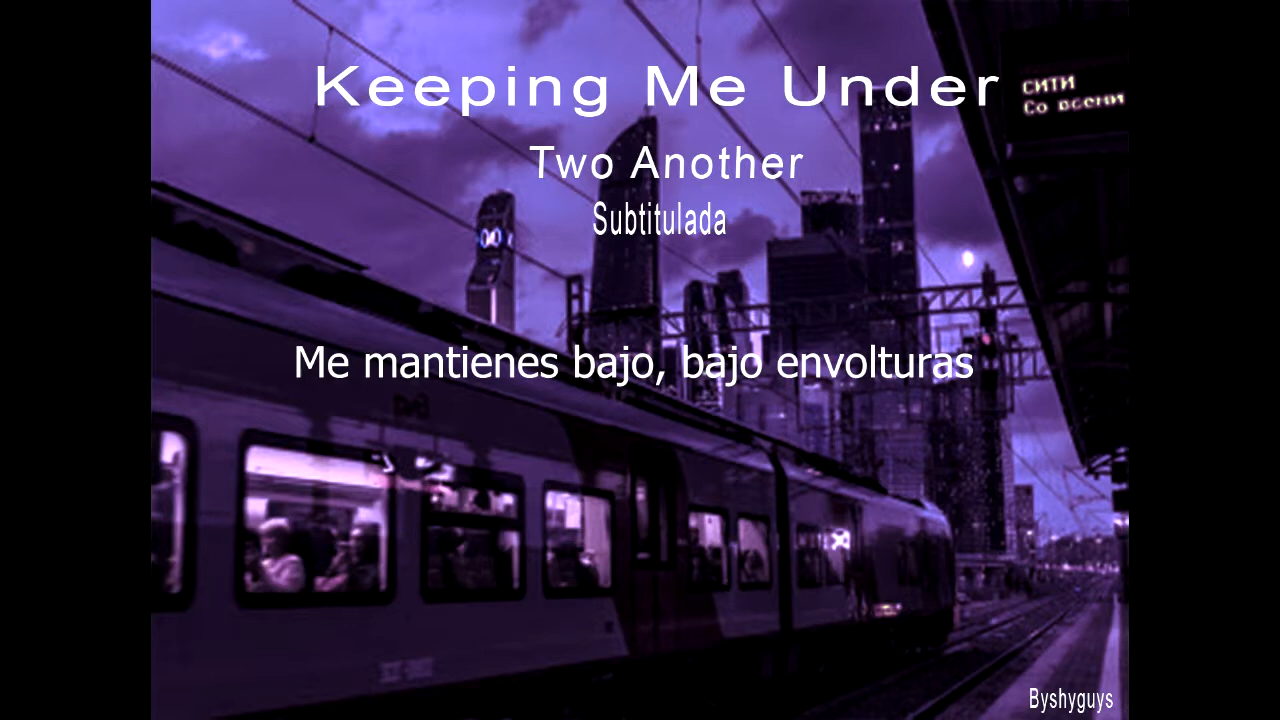 Keeping Me Under
СИТИ
Со всеми
Two Another
Subtitulada
Me mantienes bajo, bajo envolturas
Byshyguys